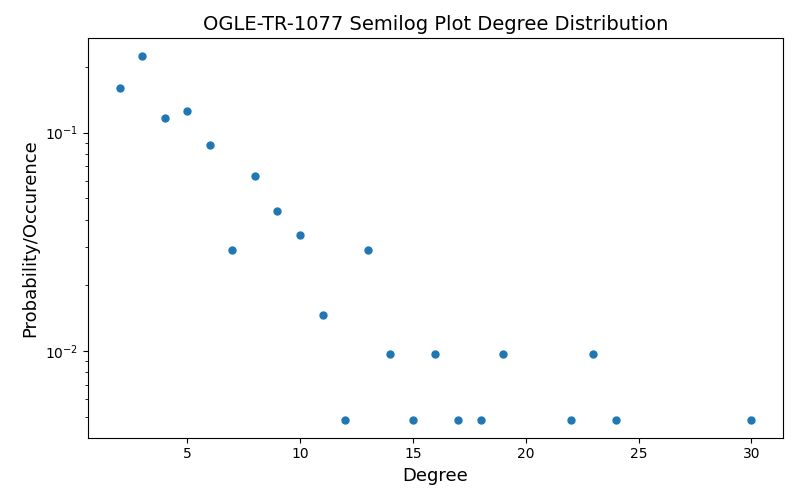 OGLE-TR-1077 Semilog Plot Degree Distribution
Probability/Occurence
10⁻¹
10⁻²
5 10 15 20 25 30
Degree